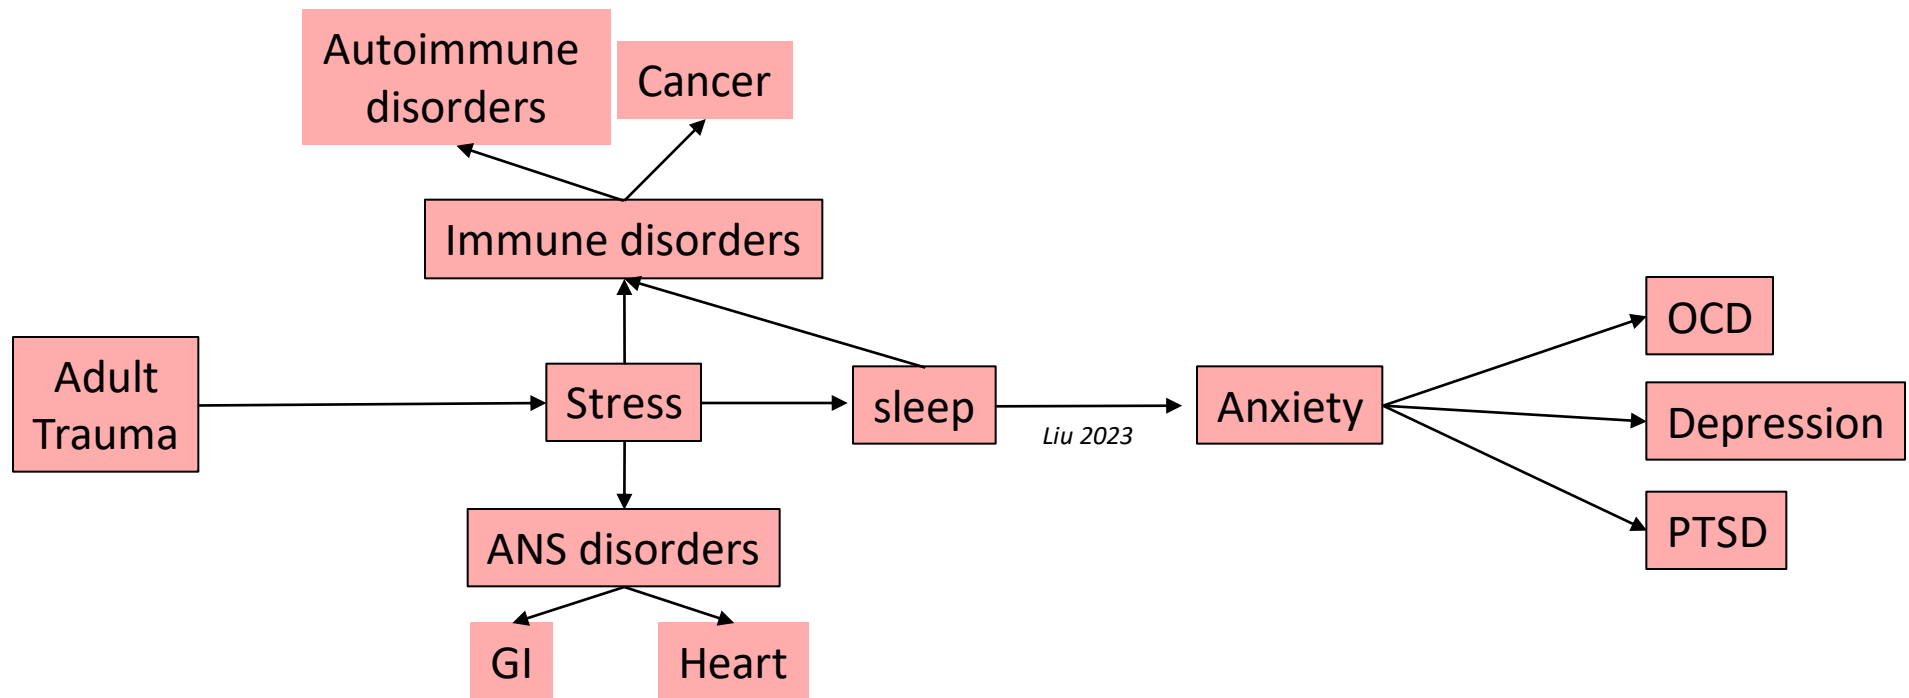 Autoimmune
disorders
Cancer
Immune disorders
Adult
Trauma
Stress
sleep
Liu 2023
Anxiety
OCD
Depression
PTSD
ANS disorders
GI
Heart